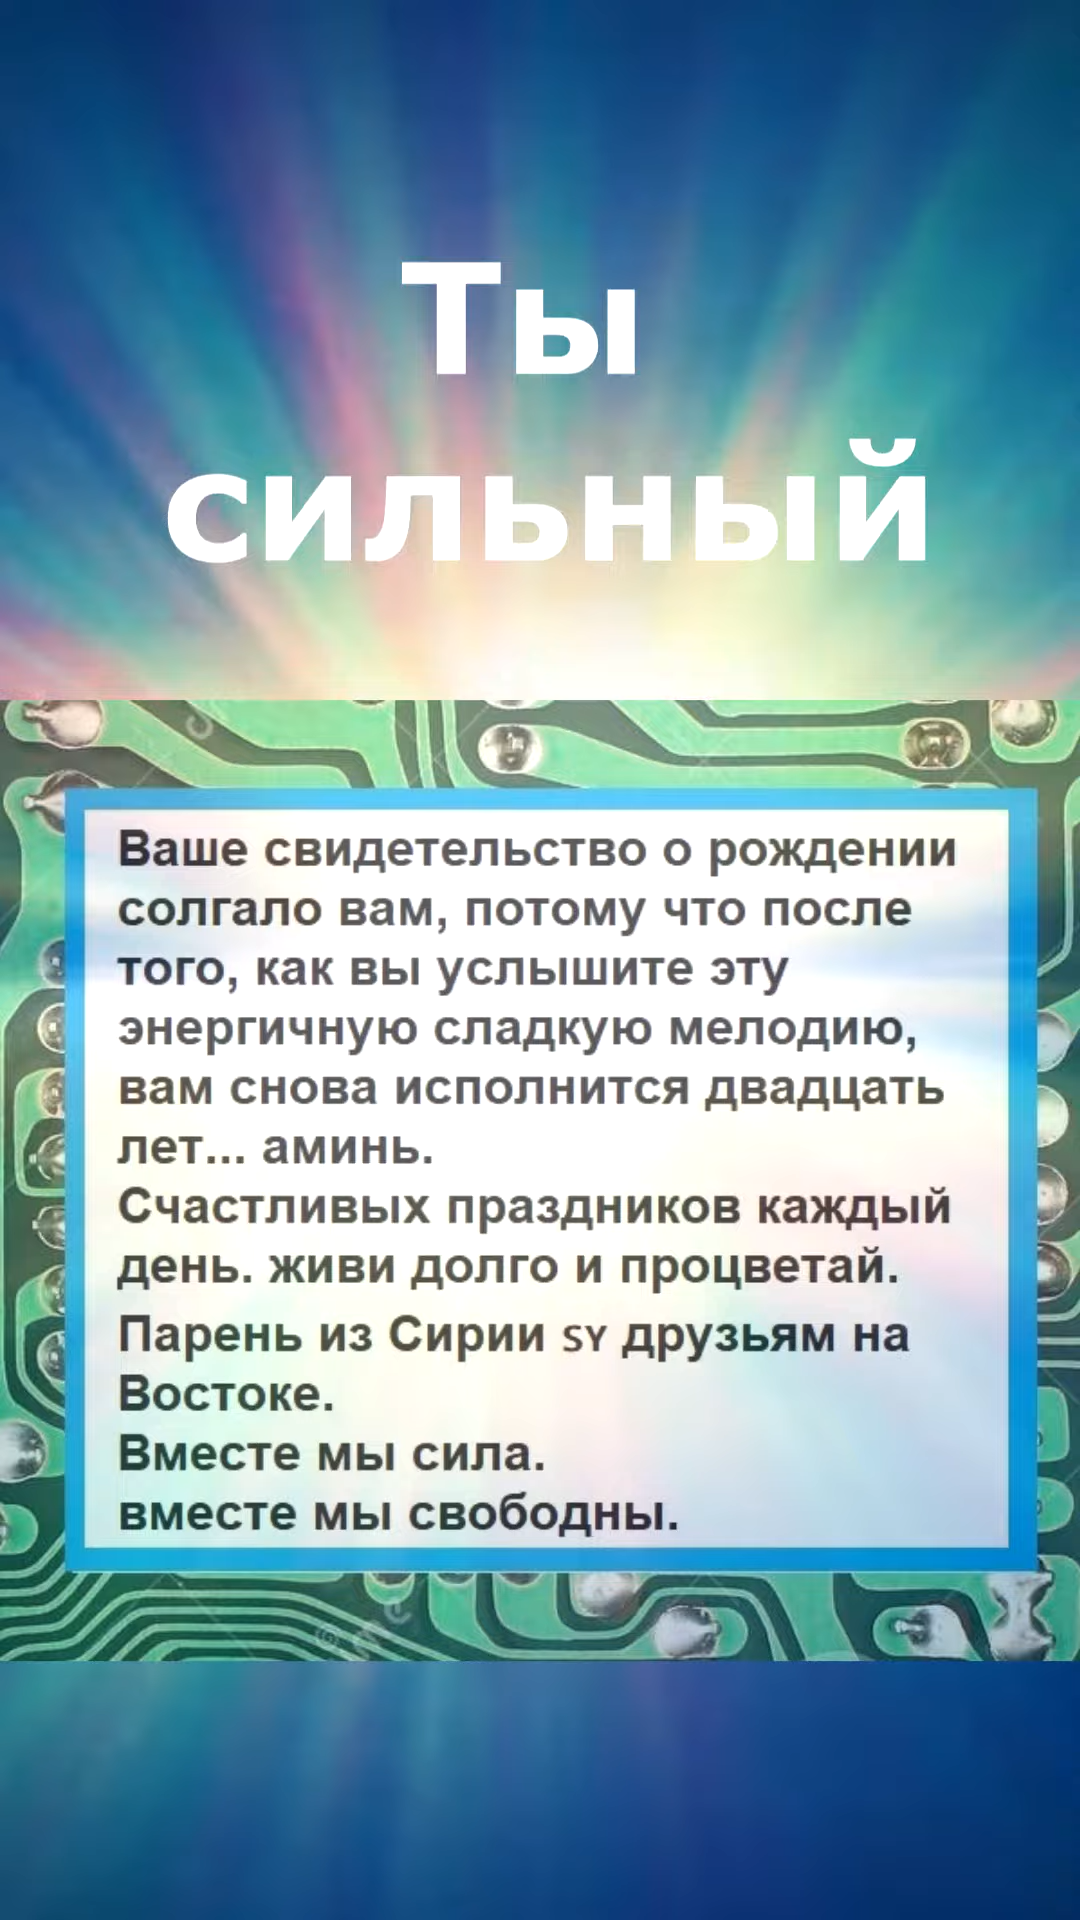 Ты
сильный
Ваше свидетельство о рождении
солгало вам, потому что после
того, как вы услышите эту
энергичную сладкую мелодию,
вам снова исполнится двадцать
лет... аминь.
Счастливых праздников каждый
день. живи долго и процветай.
Парень из Сирии SY друзьям на
Востоке.
Вместе мы сила.
вместе мы свободны.